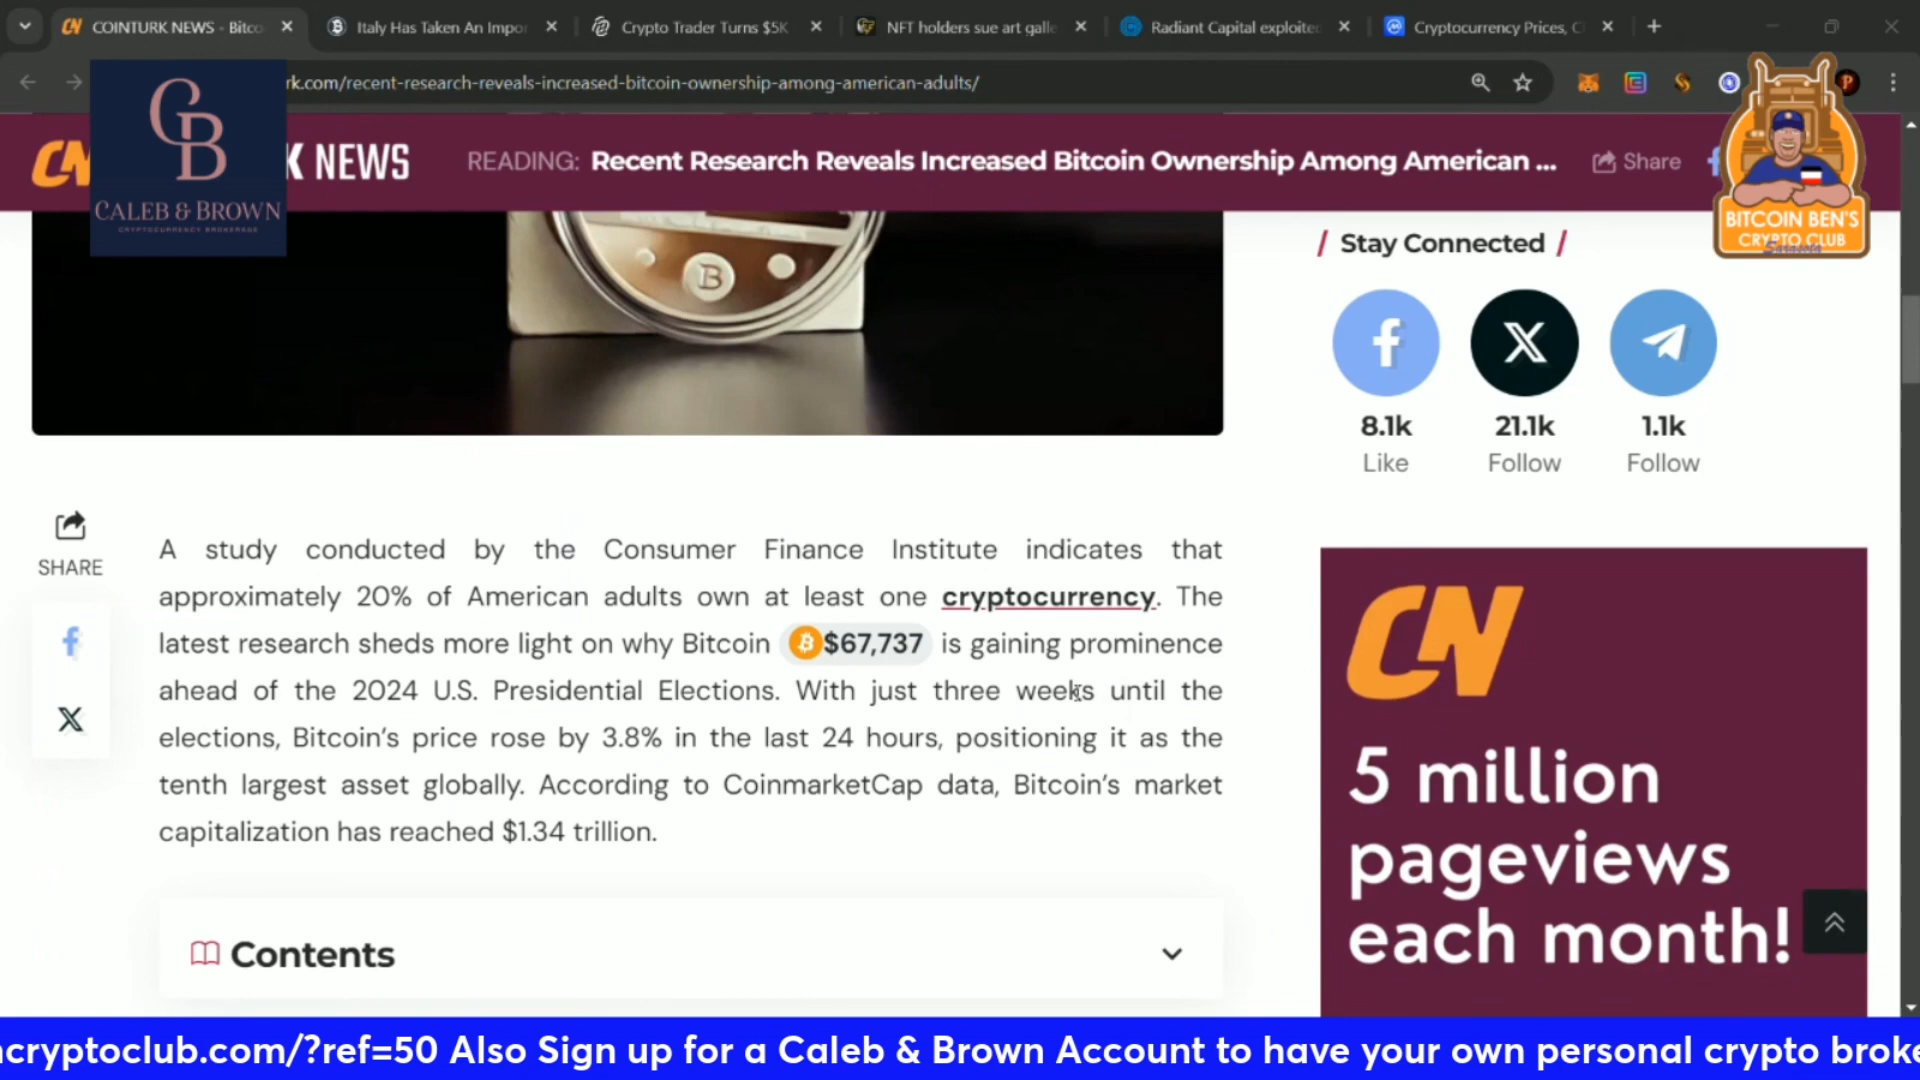 COINTURK NEWS - Bitco
Italy Has Taken An Impo
Crypto Trader Turns $5K
NFT holders sue art galle
Radiant Capital exploited
Cryptocurrency Prices, C
rk.com/recent-research-reveals-increased-bitcoin-ownership-among-american-adults/
CB
CALEB & BROWN
CRYPTOCURRENCY BROKERAGE
CN
K NEWS
READING: Recent Research Reveals Increased Bitcoin Ownership Among American ...
Share
BITCOIN BEN'S
CRYPTO CLUB
Sarasota
/ Stay Connected /
8.1k
Like
21.1k
Follow
1.1k
Follow
SHARE
A study conducted by the Consumer Finance Institute indicates that
approximately 20% of American adults own at least one cryptocurrency. The
latest research sheds more light on why Bitcoin $67,737 is gaining prominence
ahead of the 2024 U.S. Presidential Elections. With just three weeks until the
elections, Bitcoin's price rose by 3.8% in the last 24 hours, positioning it as the
tenth largest asset globally. According to CoinmarketCap data, Bitcoin's market
capitalization has reached $1.34 trillion.
Contents
CN
5 million
pageviews
each month!
ncryptoclub.com/?ref=50 Also Sign up for a Caleb & Brown Account to have your own personal crypto broke